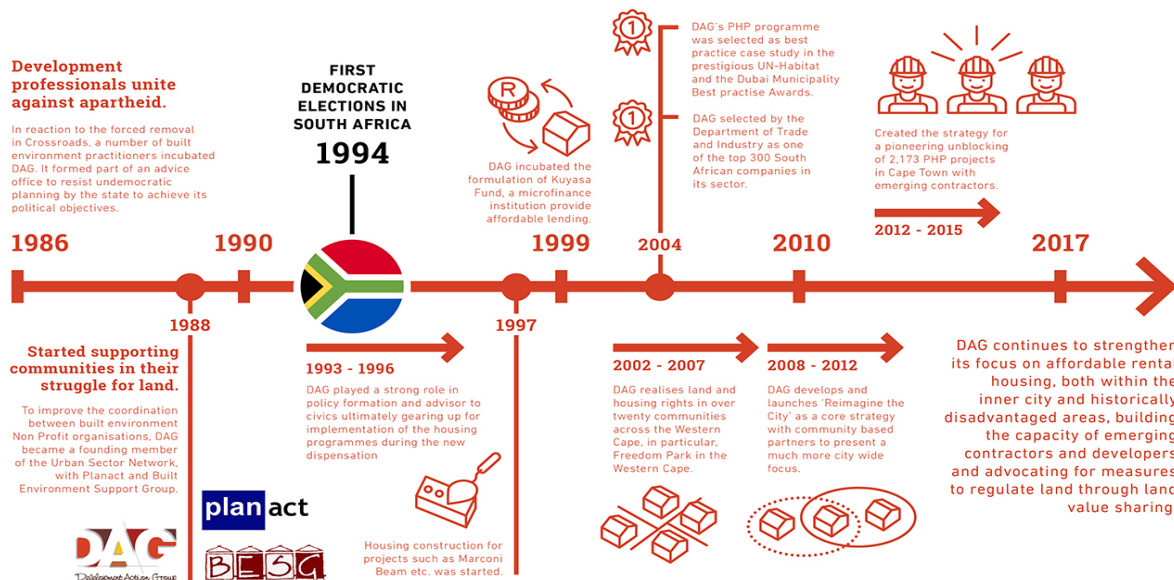 Development
professionals unite
against apartheid.
In reaction to the forced removal
in Crossroads, a number of built
environment practitioners incubated
DAG. It formed part of an advice
office to resist undemocratic
planning by the state to achieve its
political objectives.
1986
1990
FIRST
DEMOCRATIC
ELECTIONS IN
SOUTH AFRICA
1994
R
DAG incubated the
formulation of Kuyasa
Fund, a microfinance
institution provide
affordable lending.
1999
1
DAG's PHP programme
was selected as best
practice case study in the
prestigious UN-Habitat
and the Dubai Municipality
Best practise Awards.
1
DAG selected by the
Department of Trade
and Industry as one
of the top 300 South
African companies in
its sector.
2004
2010
Created the strategy for
a pioneering unblocking
of 2,173 PHP projects
in Cape Town with
emerging contractors.
2012 - 2015
2017
1988
Started supporting
communities in their
struggle for land.
To improve the coordination
between built environment
Non Profit organisations, DAG
became a founding member
of the Urban Sector Network,
with Planact and Built
Environment Support Group.
DAG
Development Action Group
plan act
BESG
1993 - 1996
DAG played a strong role in
policy formation and advisor to
civics ultimately gearing up for
implementation of the housing
programmes during the new
dispensation
1997
Housing construction for
projects such as Marconi
Beam etc. was started.
2002 - 2007
DAG realises land and
housing rights in over
twenty communities
across the Western
Cape, in particular,
Freedom Park in the
Western Cape.
2008 - 2012
DAG develops and
launches 'Reimagine the
City' as a core strategy
with community based
partners to present a
much more city wide
focus.
DAG continues to strengthen
its focus on affordable rental
housing, both within the
inner city and historically
disadvantaged areas, building
the capacity of emerging
contractors and developers
and advocating for measures
to regulate land through land
value sharing